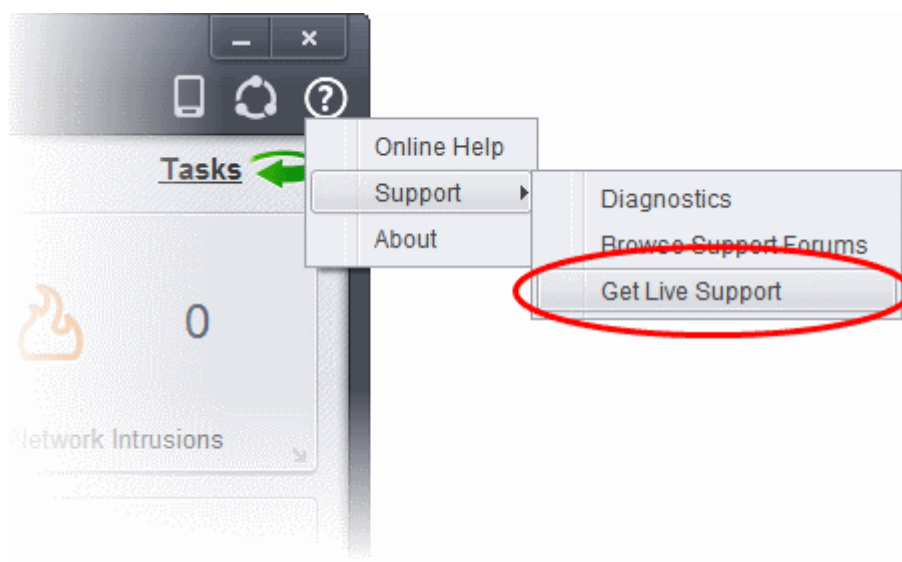 Tasks
Online Help
Support
About
Diagnostics
Browse Support Forums
Get Live Support
0
Network Intrusions